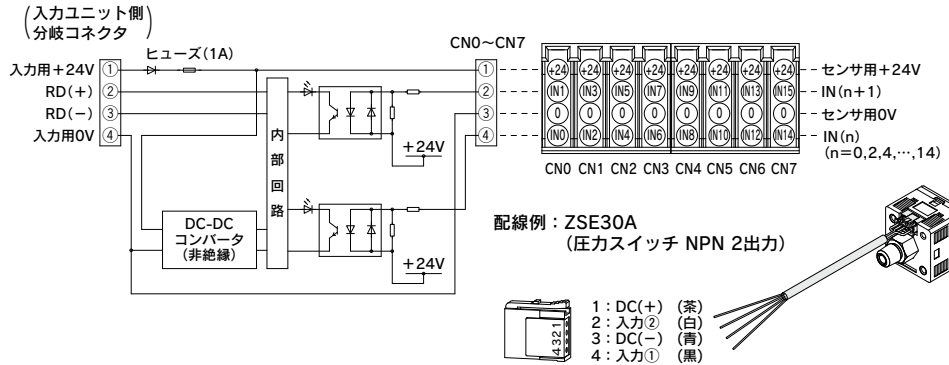 (入力ユニット側
分岐コネクタ)
ヒューズ(1A)
入力用+24V ①
RD(+) ②
RD(−) ③
入力用0V ④
内部回路
DC-DC
コンバータ
(非絶縁)
+24V
+24V
CN0~CN7
①
②
③
④
+24 +24 +24 +24 +24 +24 +24 +24
IN1 IN3 IN5 IN7 IN9 IN11 IN13 IN15
0 0 0 0 0 0 0 0
IN0 IN2 IN4 IN6 IN8 IN10 IN12 IN14
CN0 CN1 CN2 CN3 CN4 CN5 CN6 CN7
センサ用+24V
IN(n+1)
センサ用0V
IN(n)
(n=0,2,4,…,14)
配線例:ZSE30A
(圧力スイッチ NPN 2出力)
4321
1:DC(+) (茶)
2:入力② (白)
3:DC(−) (青)
4:入力① (黒)